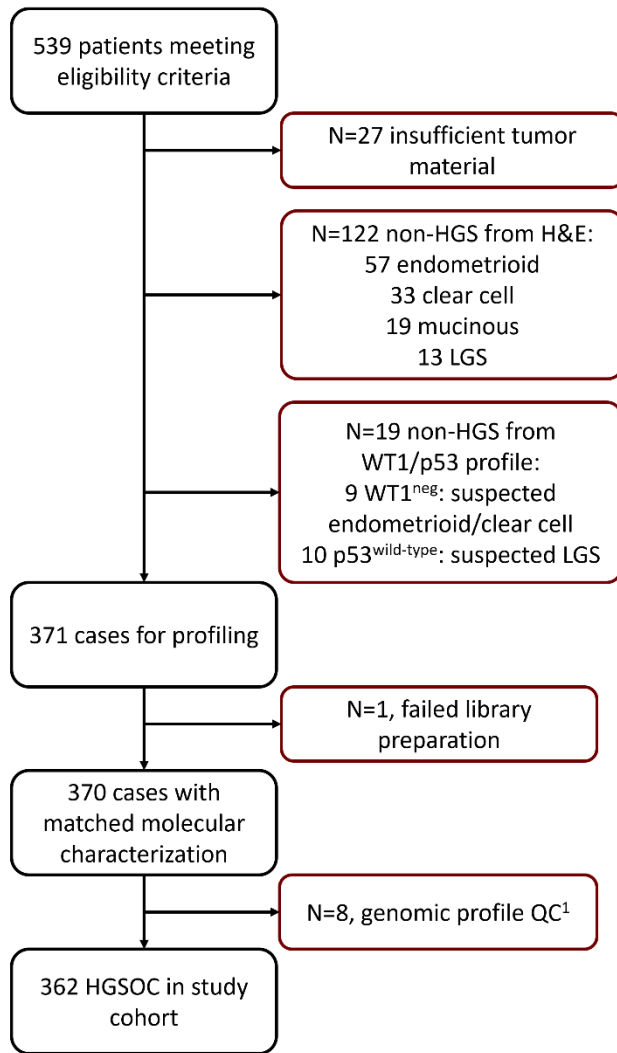 539 patients meeting
eligibility criteria
N=27 insufficient tumor
material
N=122 non-HGS from H&E:
57 endometrioid
33 clear cell
19 mucinous
13 LGS
N=19 non-HGS from
WT1/p53 profile:
9 WT1ⁿᵉᵍ: suspected
endometrioid/clear cell
10 p53ʷⁱˡᵈ⁻ᵗʸᵖᵉ: suspected LGS
371 cases for profiling
N=1, failed library
preparation
370 cases with
matched molecular
characterization
N=8, genomic profile QC¹
362 HGSOC in study
cohort